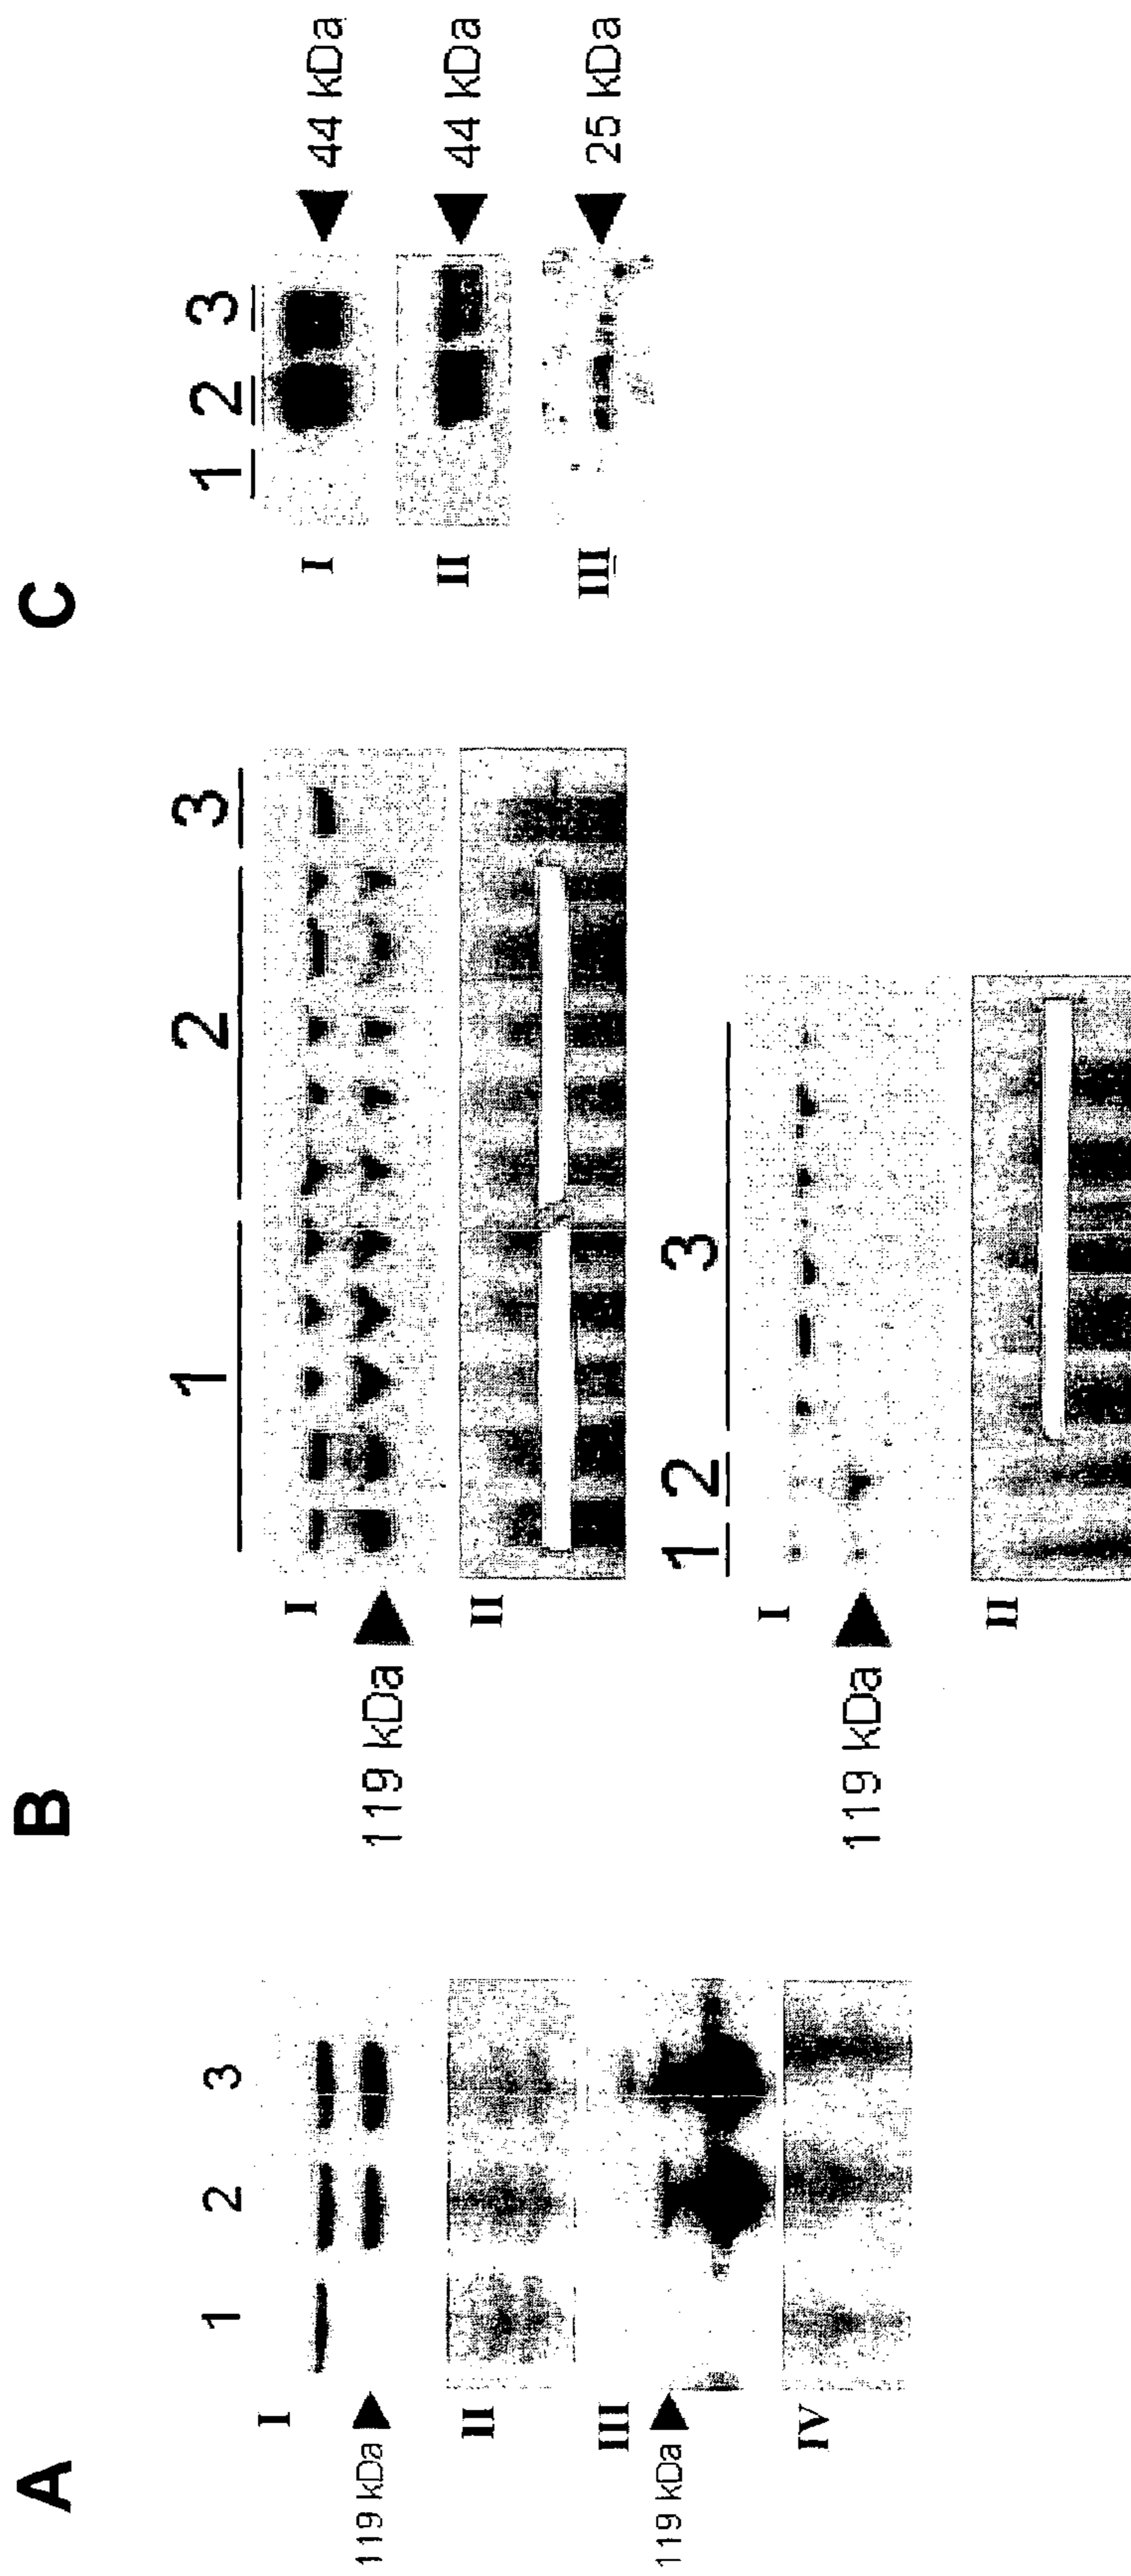 A
1 2 3
I
119 kDa
II
III
119 kDa
IV
B
1 2 3
I
119 kDa
II
1 2 3
I
119 kDa
II
C
1 2 3
I
44 kDa
II
44 kDa
III
25 kDa